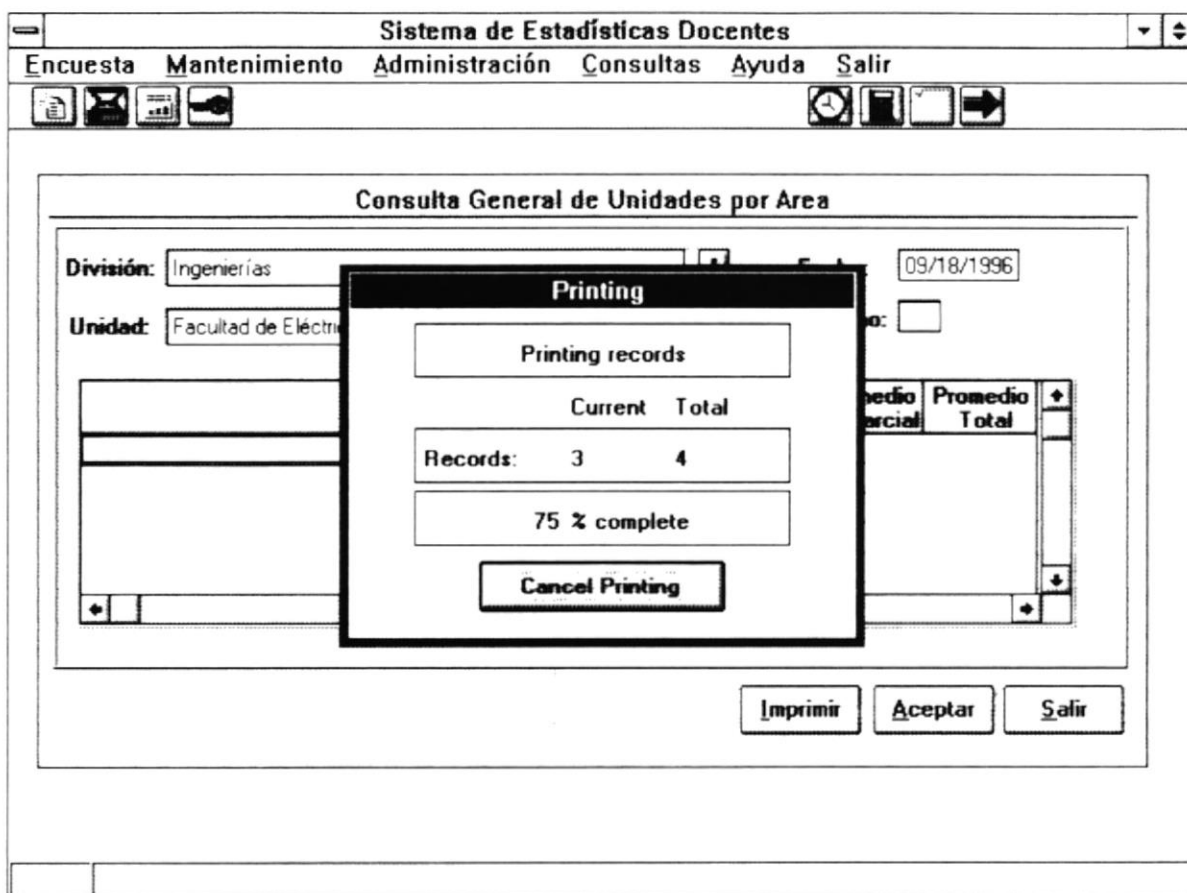 Sistema de Estadísticas Docentes
Encuesta Mantenimiento Administración Consultas Ayuda Salir
Consulta General de Unidades por Area
División: Ingenierías 09/18/1996
Unidad: Facultad de
Printing
Printing records
Current Total
Records: 3 4
75 % complete
Cancel Printing
Promedio
Total
Imprimir Aceptar Salir